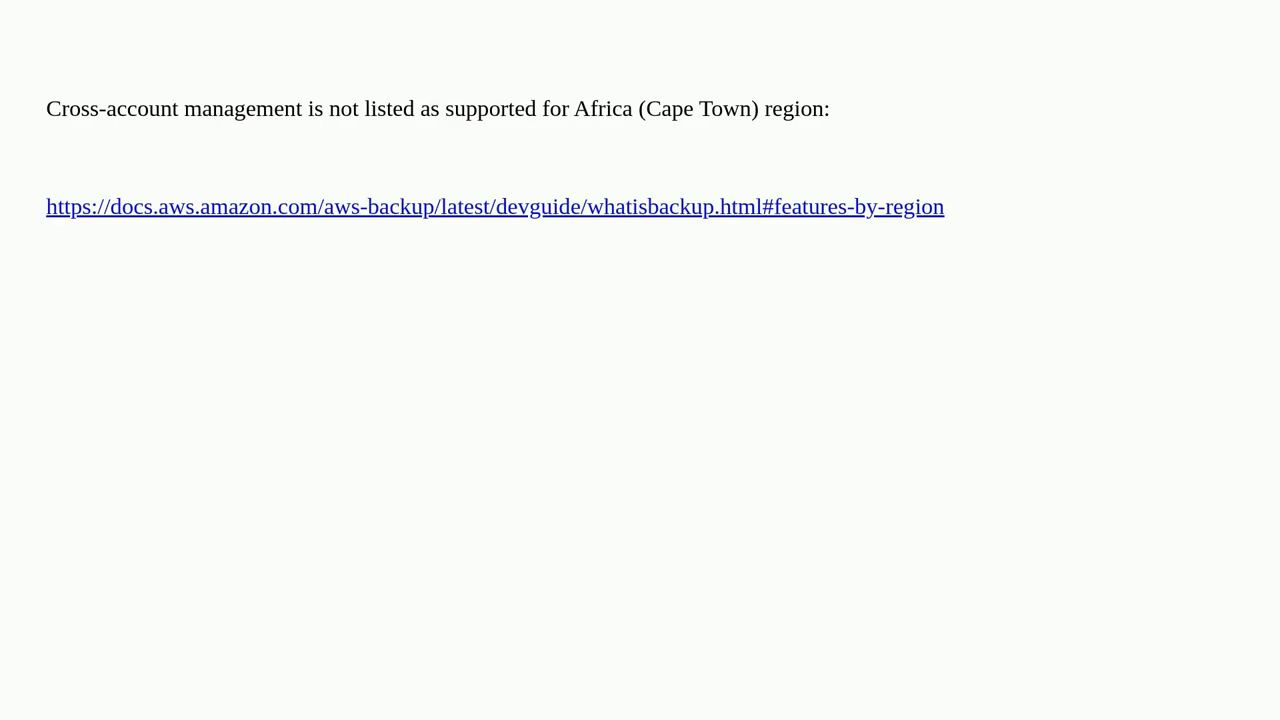 Cross-account management is not listed as supported for Africa (Cape Town) region:
https://docs.aws.amazon.com/aws-backup/latest/devguide/whatisbackup.html#features-by-region